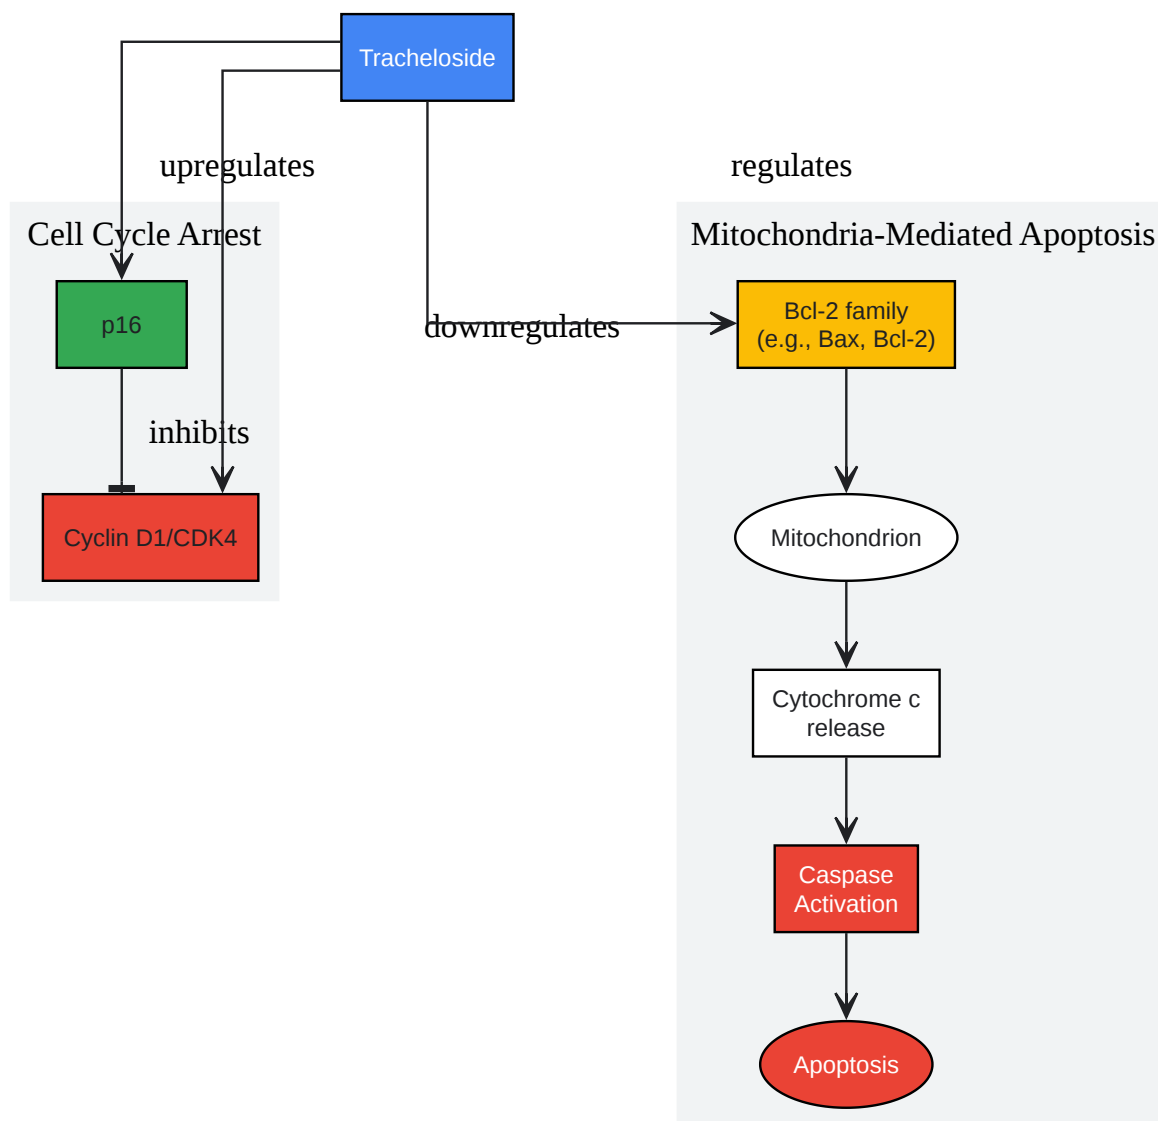 Tracheloside
upregulates
regulates
Cell Cycle Arrest
Mitochondria-Mediated Apoptosis
p16
downregulates
Bcl-2 family
(e.g., Bax, Bcl-2)
inhibits
Cyclin D1/CDK4
Mitochondrion
Cytochrome c
release
Caspase
Activation
Apoptosis